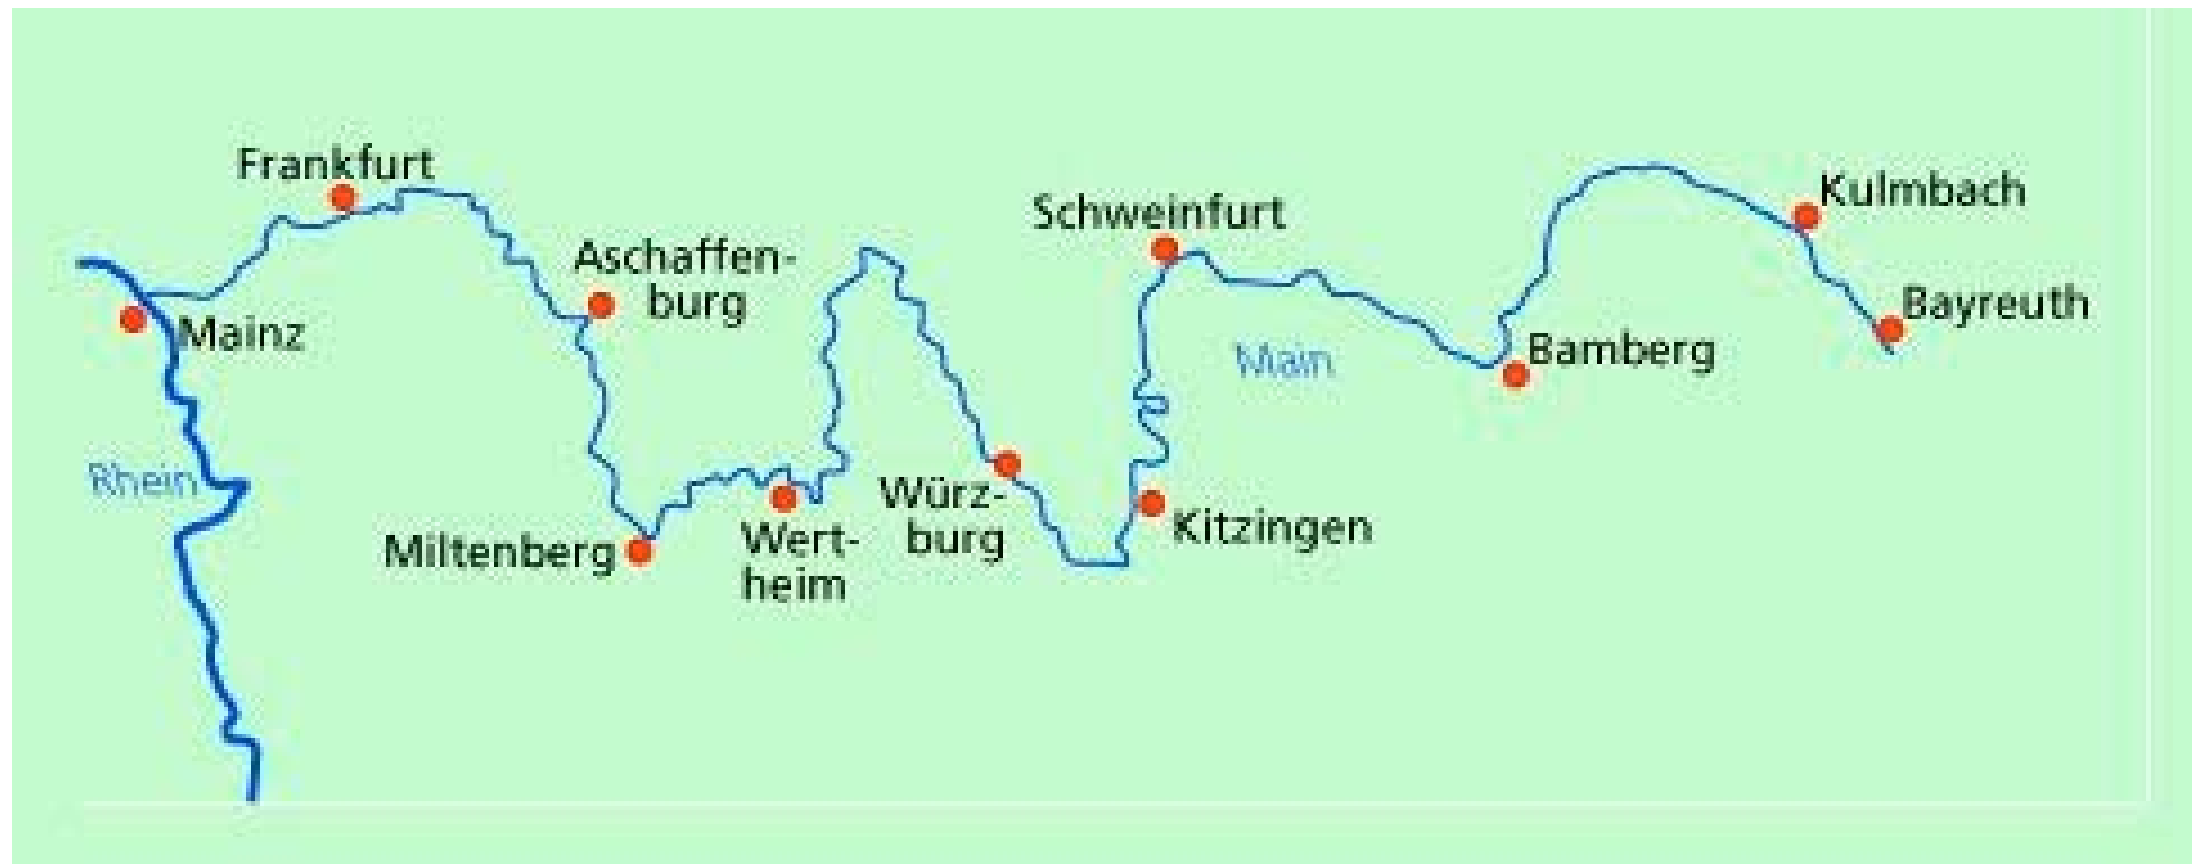 Frankfurt
Kulmbach
Schweinfurt
Aschaffen-
burg
Bayreuth
Mainz
Main
Bamberg
Rhein
Würz-
burg
Kitzingen
Miltenberg
Wert-
heim